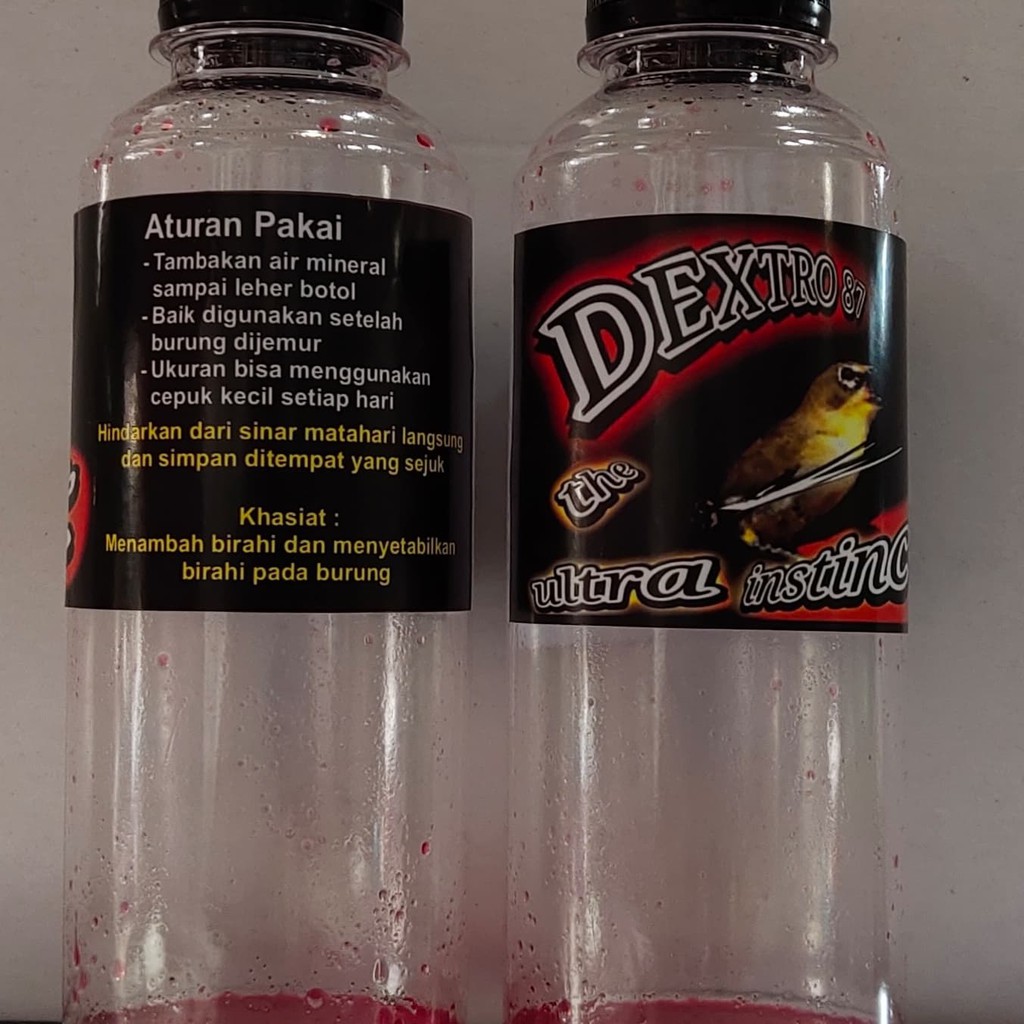 Aturan Pakai
-Tambakan air mineral
sampai leher botol
-Baik digunakan setelah
burung dijemur
-Ukuran bisa menggunakan
cepuk kecil setiap hari
Hindarkan dari sinar matahari langsung
dan simpan ditempat yang sejuk
Khasiat :
Menambah birahi dan menyetabilkan
birahi pada burung
DEXTRO 87
the
ultra instinc